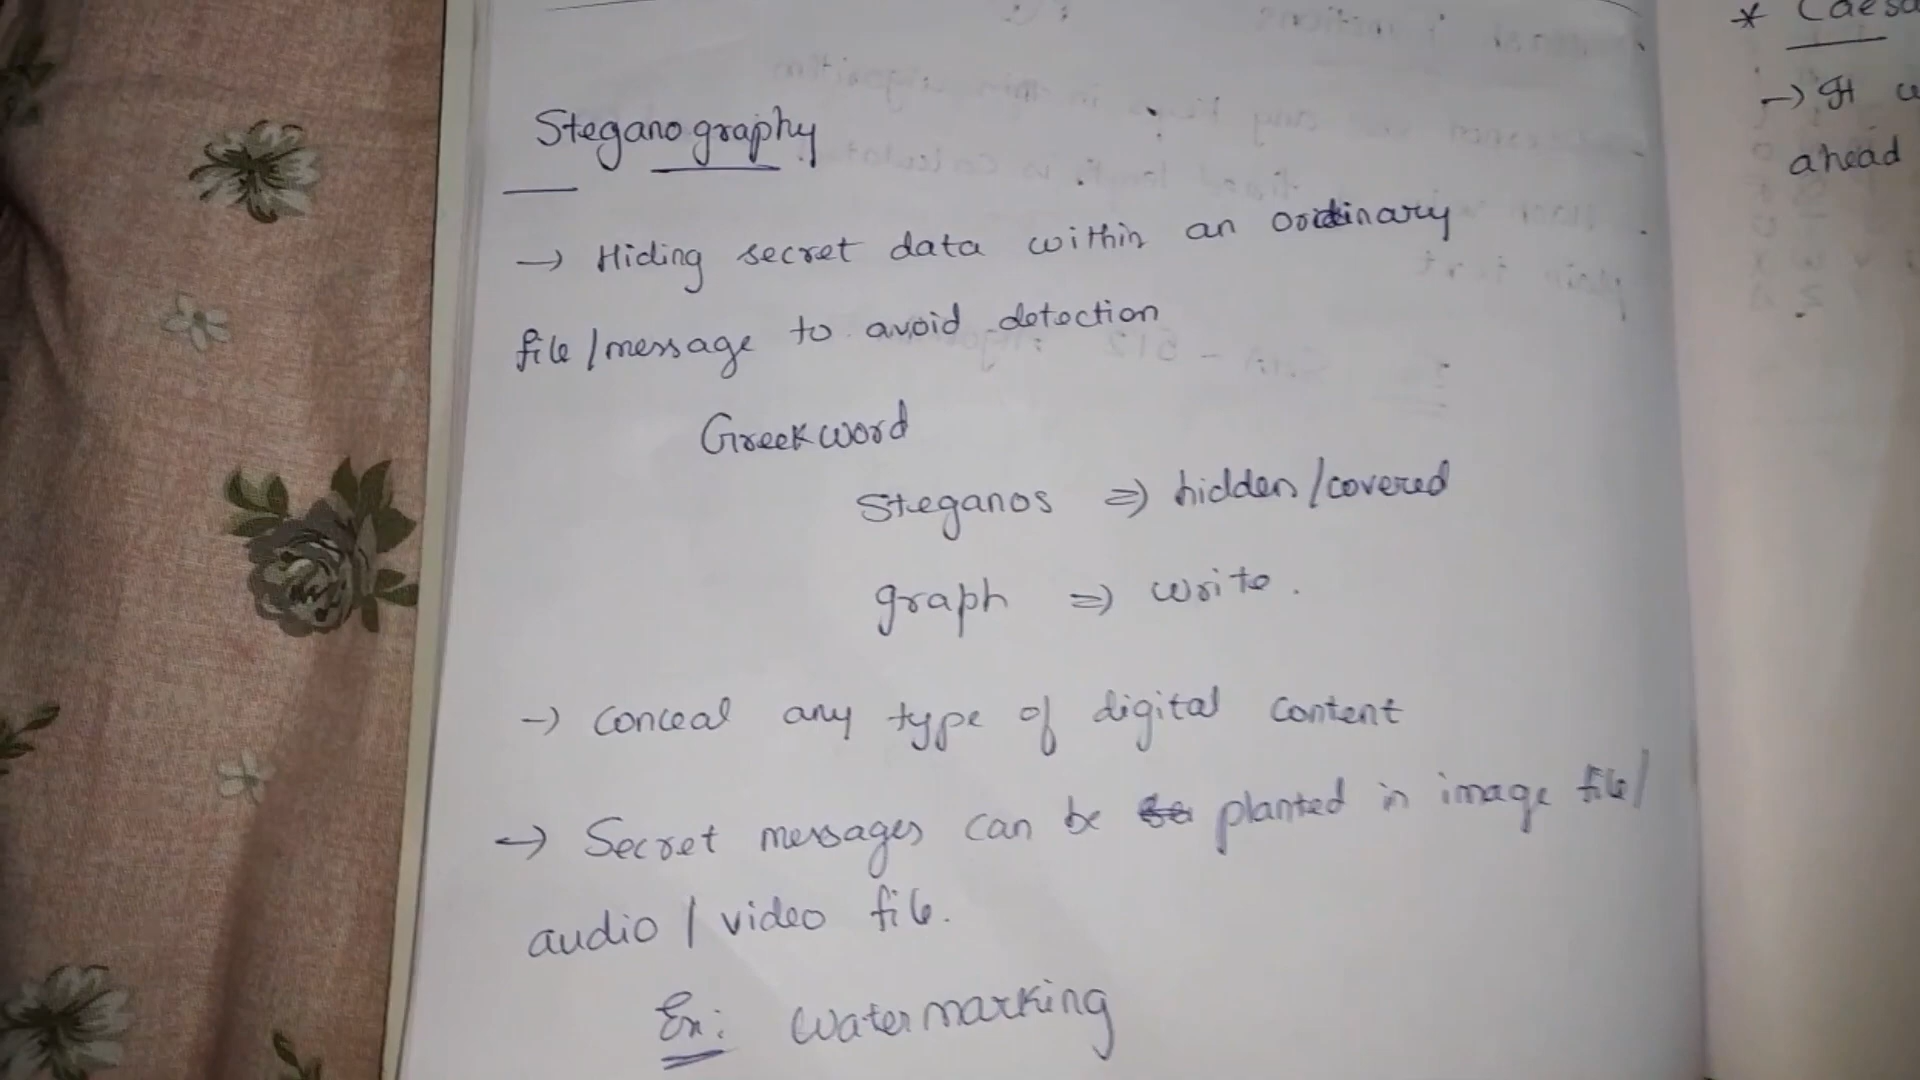 Steganography
→ Hiding secret data within an ordinary
file/message to avoid detection
Greek word
Steganos ⇒ hidden/covered
graph ⇒ write.
→ Conceal any type of digital content
→ Secret messages can be planted in image file/
audio/video file.
Ex: Watermarking
*
→ It
ahead